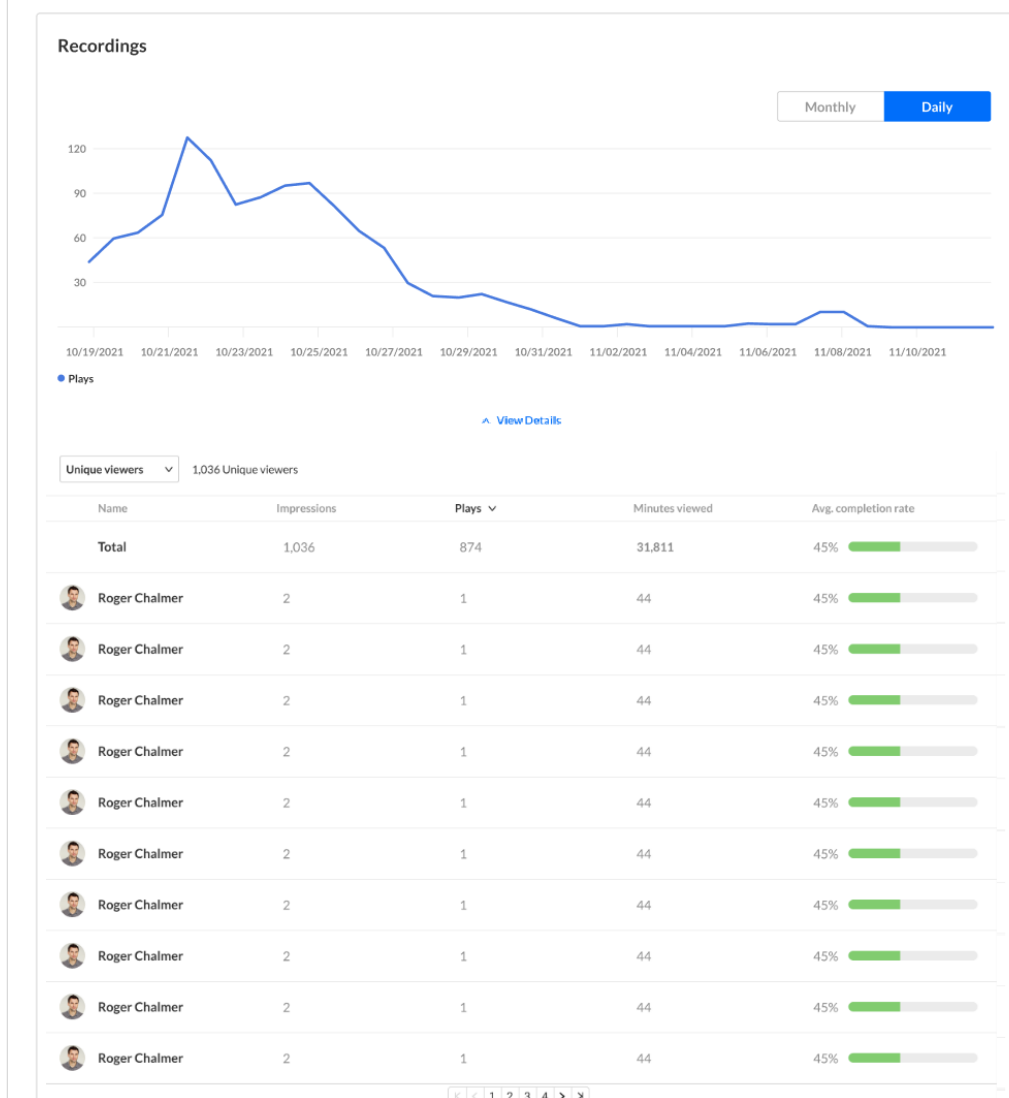 Recordings
Monthly Daily
120
90
60
30
10/19/2021 10/21/2021 10/23/2021 10/25/2021 10/27/2021 10/29/2021 10/31/2021 11/02/2021 11/04/2021 11/06/2021 11/08/2021 11/10/2021
Plays
View Details
Unique viewers 1,036 Unique viewers
Name Impressions Plays Minutes viewed Avg. completion rate
Total 1,036 874 31,811 45%
Roger Chalmer 2 1 44 45%
Roger Chalmer 2 1 44 45%
Roger Chalmer 2 1 44 45%
Roger Chalmer 2 1 44 45%
Roger Chalmer 2 1 44 45%
Roger Chalmer 2 1 44 45%
Roger Chalmer 2 1 44 45%
Roger Chalmer 2 1 44 45%
Roger Chalmer 2 1 44 45%
Roger Chalmer 2 1 44 45%
1 2 3 4